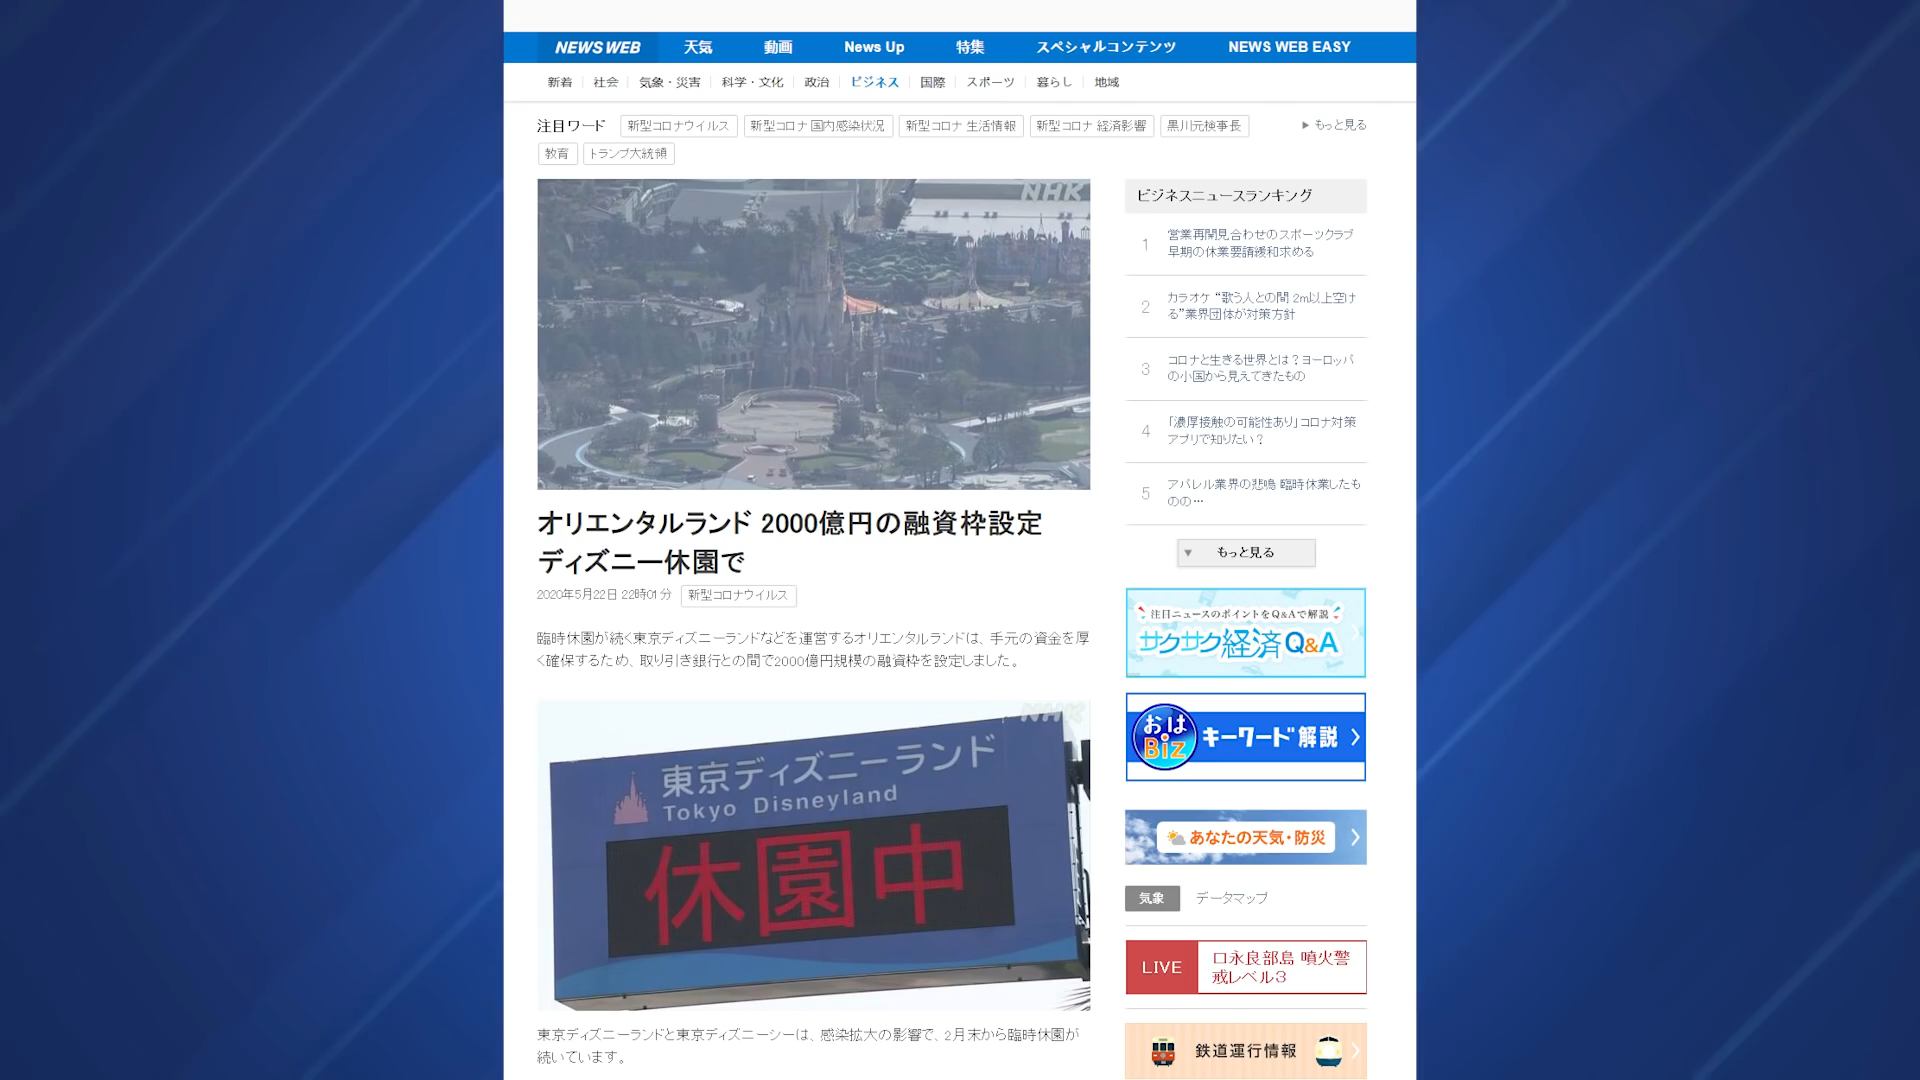 NEWS WEB 天気 動画 News Up 特集 スペシャルコンテンツ NEWS WEB EASY
新着 社会 気象・災害 科学・文化 政治 ビジネス 国際 スポーツ 暮らし 地域
注目ワード 新型コロナウイルス 新型コロナ 国内感染状況 新型コロナ 生活情報 新型コロナ 経済影響 黒川元検事長 もっと見る
教育 トランプ大統領
NHK
オリエンタルランド 2000億円の融資枠設定
ディズニー休園で
2020年5月22日 22時01分 新型コロナウイルス
臨時休園が続く東京ディズニーランドなどを運営するオリエンタルランドは、手元の資金を厚
く確保するため、取り引き銀行との間で2000億円規模の融資枠を設定しました。
NHK
東京ディズニーランド
Tokyo Disneyland
休園中
東京ディズニーランドと東京ディズニーシーは、感染拡大の影響で、2月末から臨時休園が
続いています。
ビジネスニュースランキング
1 営業再開見合わせのスポーツクラブ
早期の休業要請緩和求める
2 カラオケ “歌う人との間 2m以上空け
る”業界団体が対策方針
3 コロナと生きる世界とは？ヨーロッパ
の小国から見えてきたもの
4 「濃厚接触の可能性あり」コロナ対策
アプリで知りたい？
5 アパレル業界の悲鳴 臨時休業したも
のの…
もっと見る
注目ニュースのポイントをQ&Aで解説
サクサク経済Q&A
おはBiz キーワード解説
あなたの天気・防災
気象 データマップ
LIVE 口永良部島 噴火警
戒レベル3
鉄道運行情報